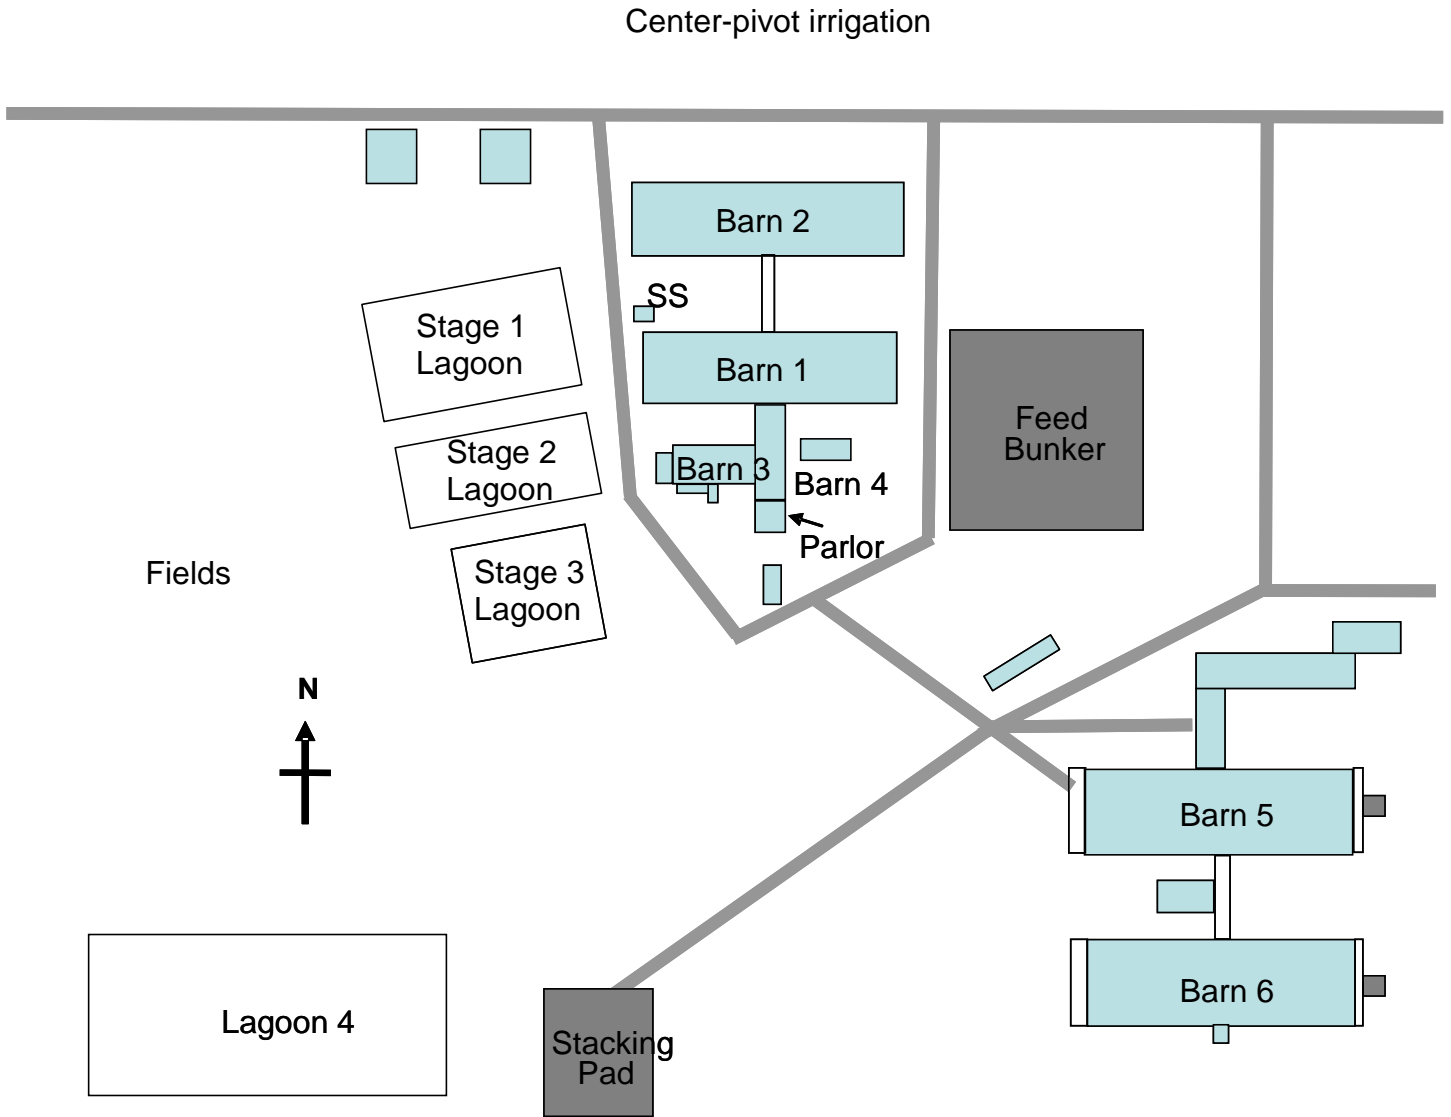 Center-pivot irrigation
Barn 2
SS
Stage 1
Lagoon
Barn 1
Feed
Bunker
Stage 2
Lagoon
Barn 3
Barn 4
Parlor
Stage 3
Lagoon
Fields
N
Barn 5
Barn 6
Lagoon 4
Stacking
Pad